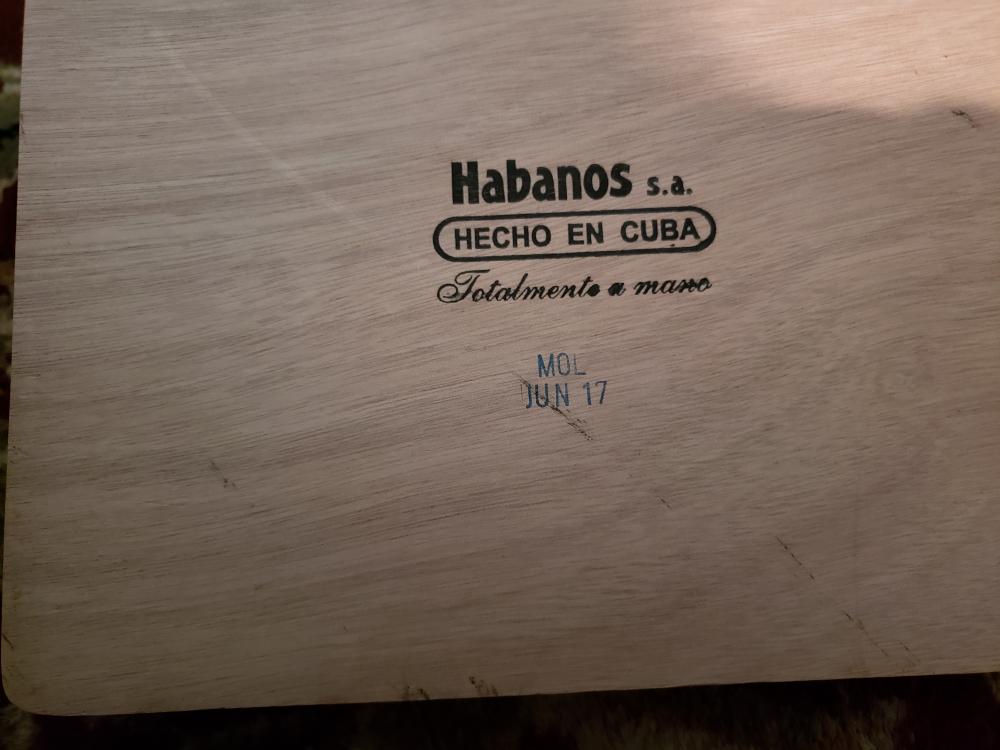 Habanos s.a.
HECHO EN CUBA
Totalmente a mano
MOL
JUN 17